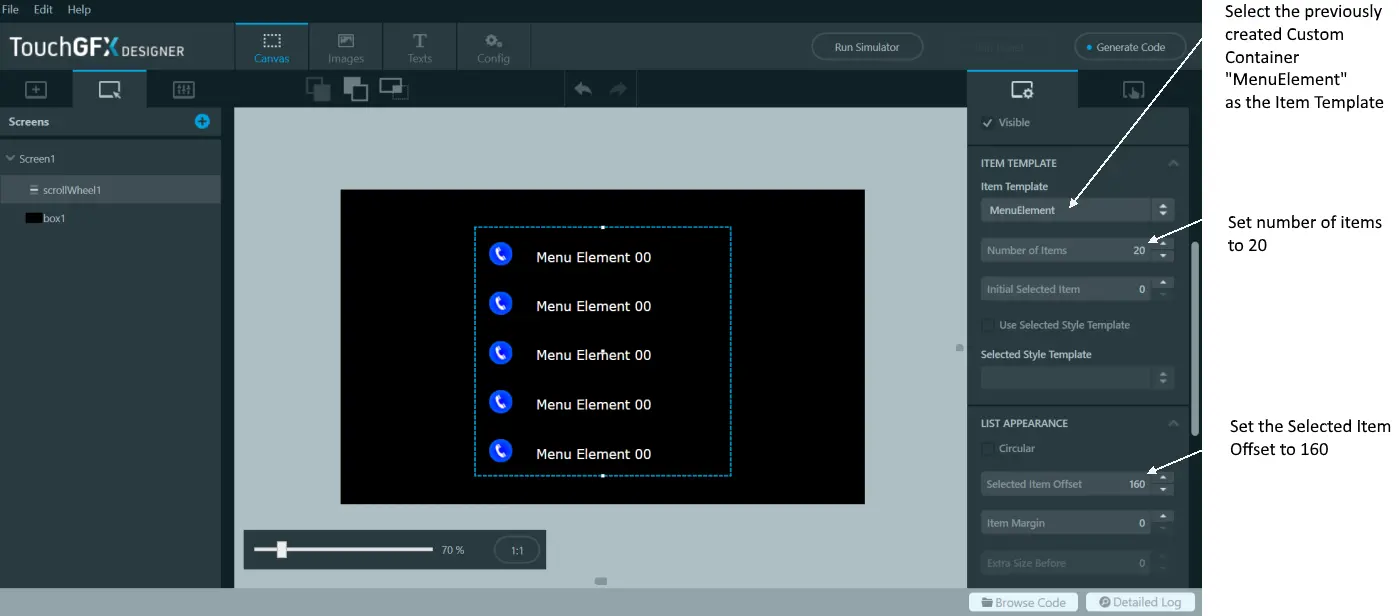 File Edit Help
TouchGFX DESIGNER
Canvas
Images
Texts
Config
Run Simulator
Generate Code
Screens
Screen1
scrollWheel1
box1
Menu Element 00
Menu Element 00
Menu Element 00
Menu Element 00
Menu Element 00
70 %
1:1
Visible
ITEM TEMPLATE
Item Template
MenuElement
Number of Items 20
Initial Selected Item 0
Use Selected Style Template
Selected Style Template
LIST APPEARANCE
Circular
Selected Item Offset 160
Item Margin 0
Extra Size Before 0
Browse Code
Detailed Log
Select the previously
created Custom
Container
"MenuElement"
as the Item Template
Set number of items
to 20
Set the Selected Item
Offset to 160